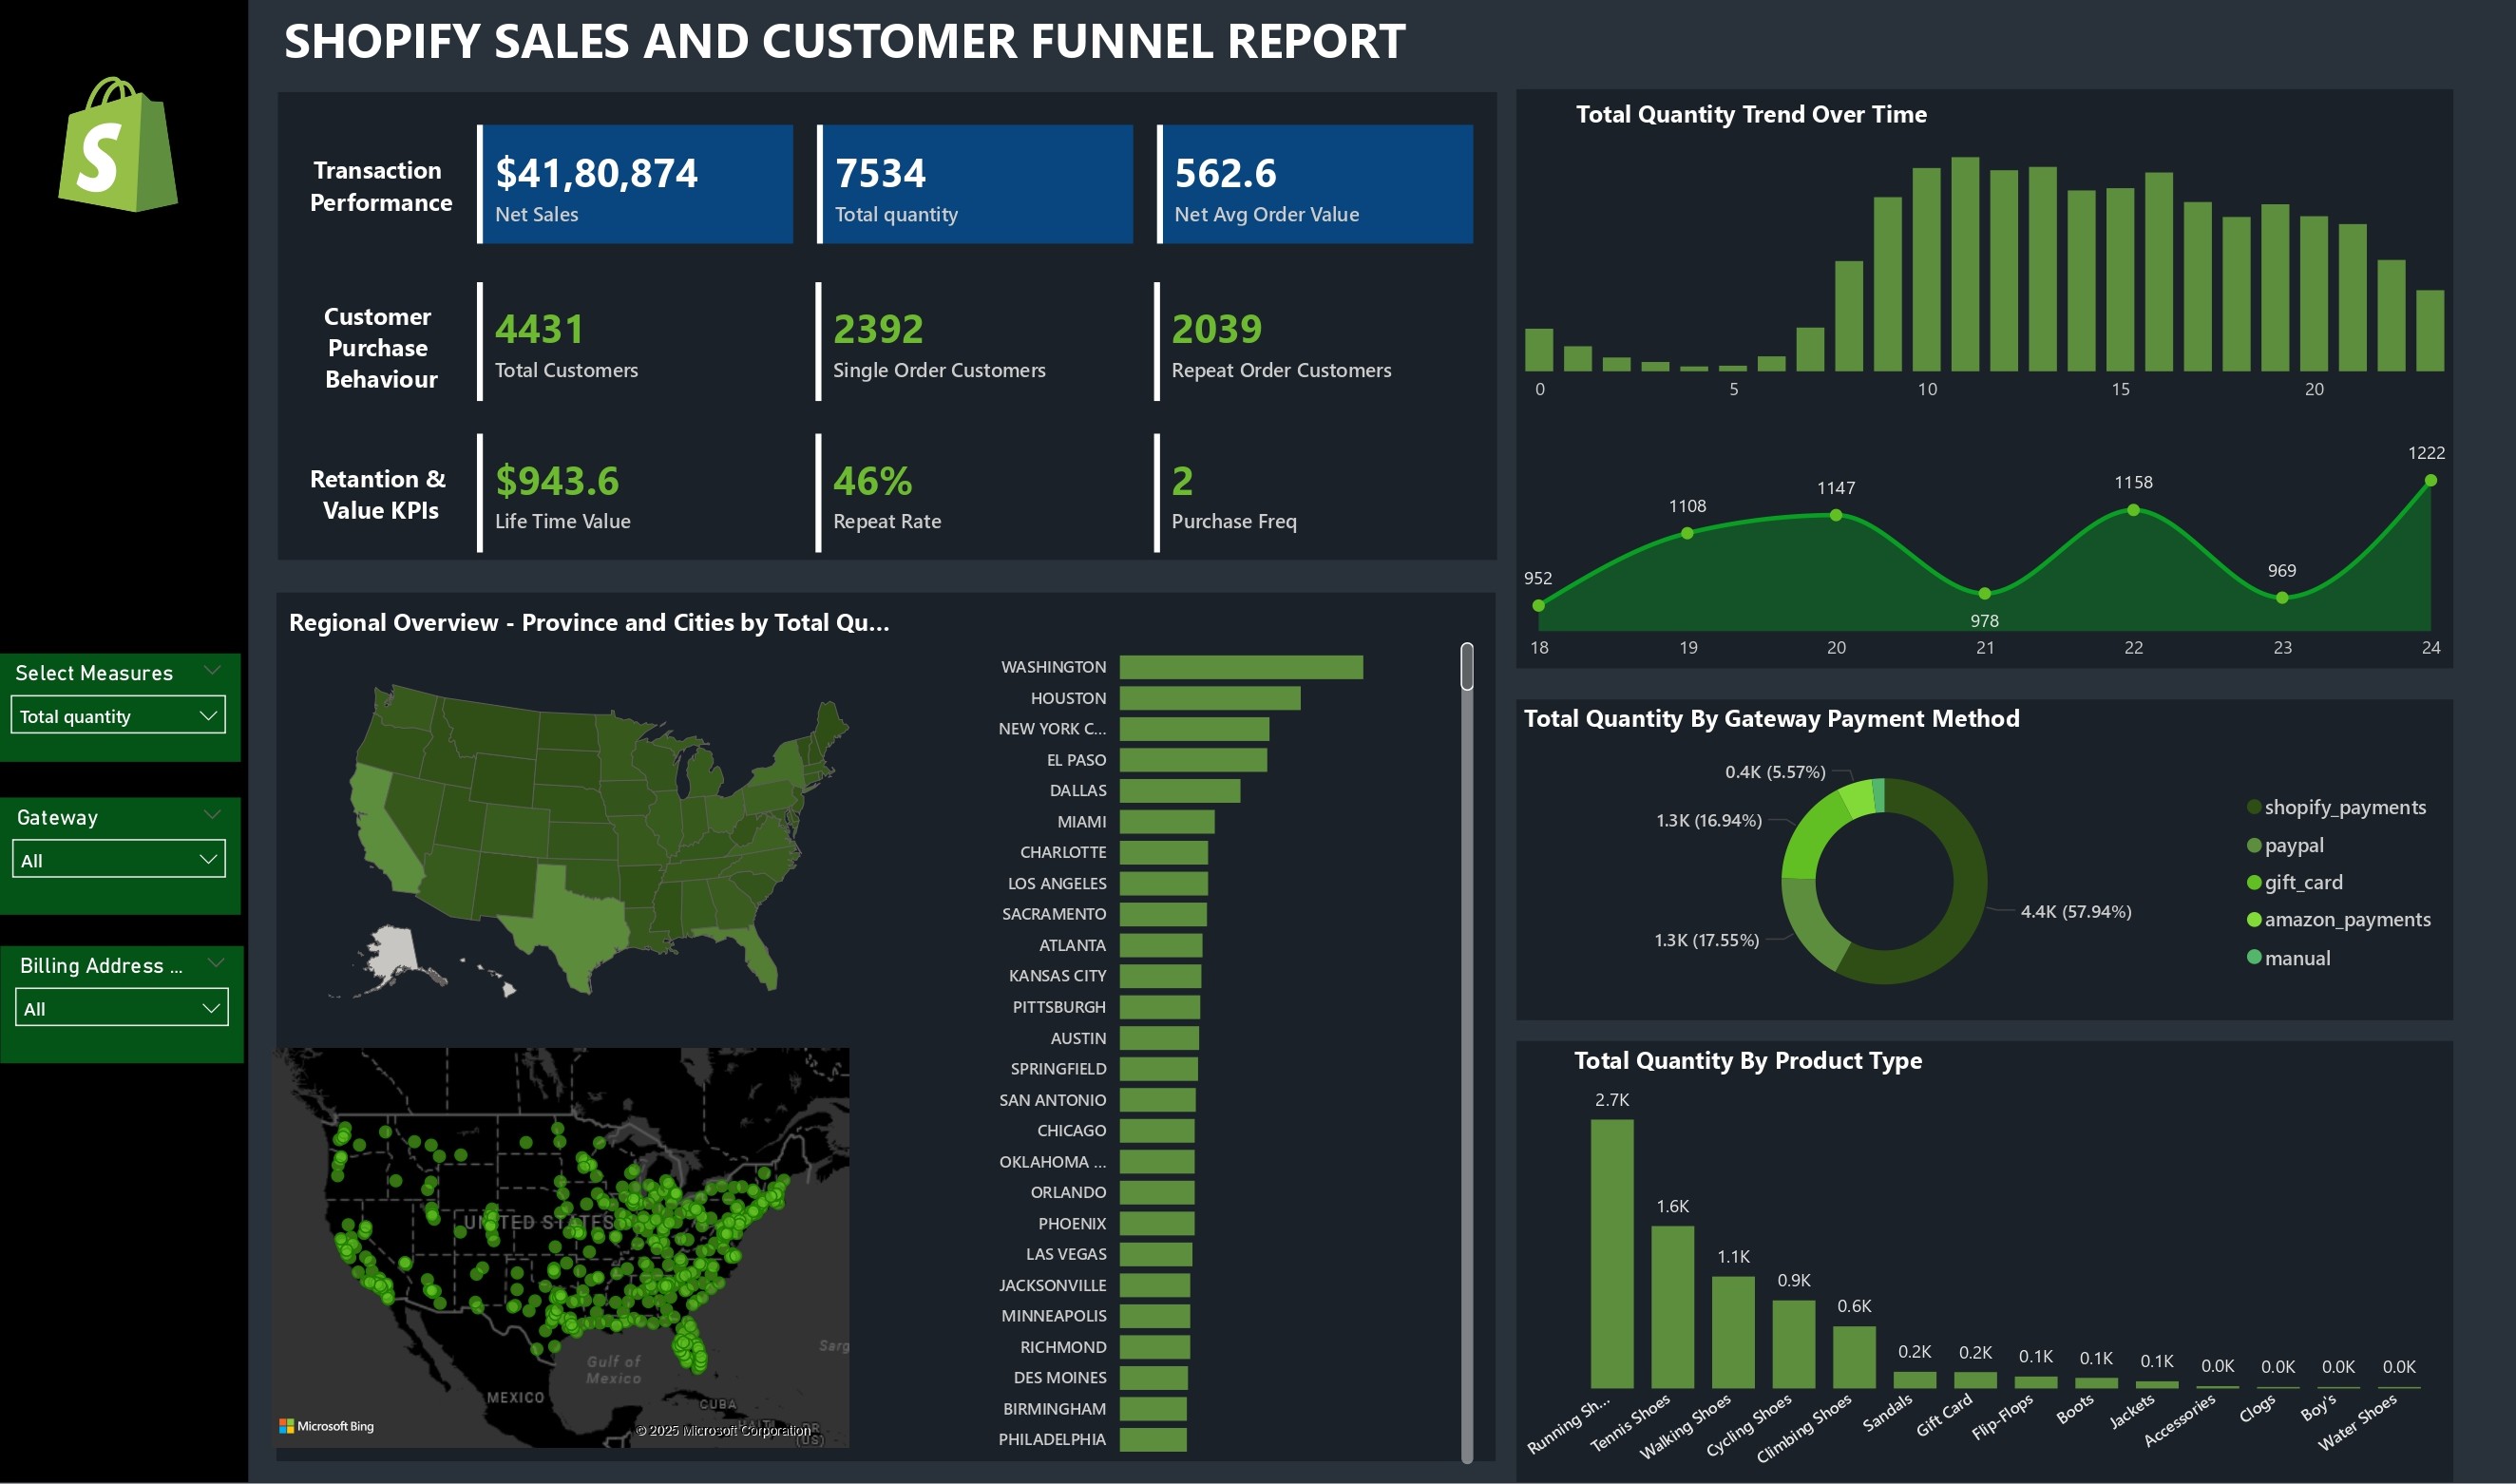 SHOPIFY SALES AND CUSTOMER FUNNEL REPORT
S
Transaction
Performance
$41,80,874
Net Sales
7534
Total quantity
562.6
Net Avg Order Value
Customer
Purchase
Behaviour
4431
Total Customers
2392
Single Order Customers
2039
Repeat Order Customers
Retantion &
Value KPIs
$943.6
Life Time Value
46%
Repeat Rate
2
Purchase Freq
Select Measures
Total quantity
Gateway
All
Billing Address ...
All
Regional Overview - Province and Cities by Total Qu...
WASHINGTON
HOUSTON
NEW YORK C...
EL PASO
DALLAS
MIAMI
CHARLOTTE
LOS ANGELES
SACRAMENTO
ATLANTA
KANSAS CITY
PITTSBURGH
AUSTIN
SPRINGFIELD
SAN ANTONIO
CHICAGO
OKLAHOMA ...
ORLANDO
PHOENIX
LAS VEGAS
JACKSONVILLE
MINNEAPOLIS
RICHMOND
DES MOINES
BIRMINGHAM
PHILADELPHIA
UNITED STATES
Gulf of
Mexico
Sarg
MEXICO
CUBA
Microsoft Bing
© 2025 Microsoft Corporation
(US)
Total Quantity Trend Over Time
0 5 10 15 20
952 1108 1147 978 1158 969 1222
18 19 20 21 22 23 24
Total Quantity By Gateway Payment Method
0.4K (5.57%)
1.3K (16.94%)
1.3K (17.55%)
4.4K (57.94%)
shopify_payments
paypal
gift_card
amazon_payments
manual
Total Quantity By Product Type
2.7K 1.6K 1.1K 0.9K 0.6K 0.2K 0.2K 0.1K 0.1K 0.1K 0.0K 0.0K 0.0K 0.0K
Running Sh...
Tennis Shoes
Walking Shoes
Cycling Shoes
Climbing Shoes
Sandals
Gift Card
Flip-Flops
Boots
Jackets
Accessories
Clogs
Boy's
Water Shoes